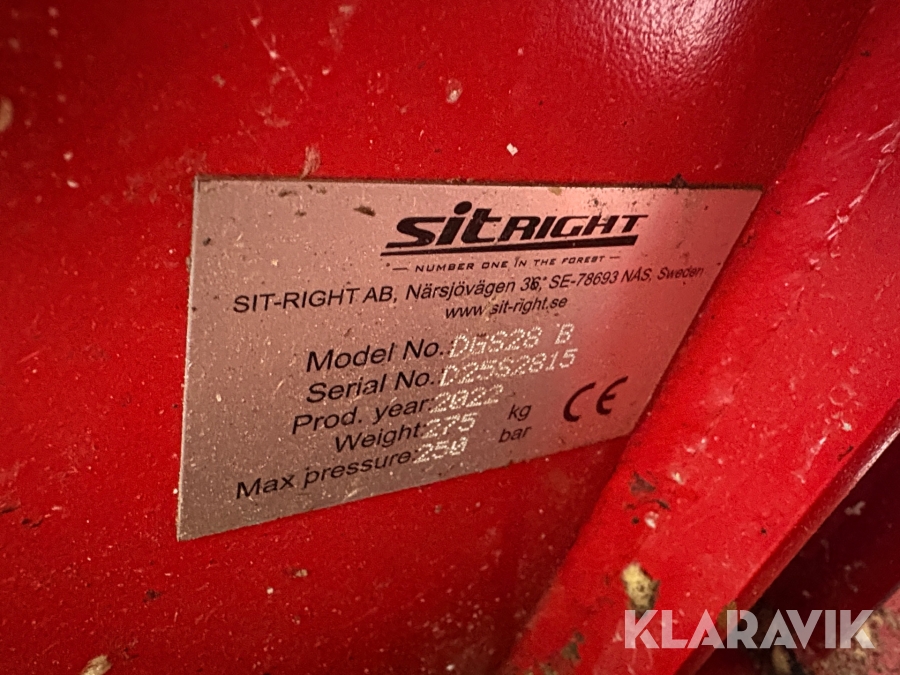 sitRIGHT
NUMBER ONE IN THE FOREST
SIT-RIGHT AB, Närsjövägen 36, SE-78693 NÅS, Sweden
www.sit-right.se
Model No. DGS28 B
Serial No. D25S2815
Prod. year: 2022
Weight: 275 kg
Max pressure: 250 bar
CE
KLARAVIK